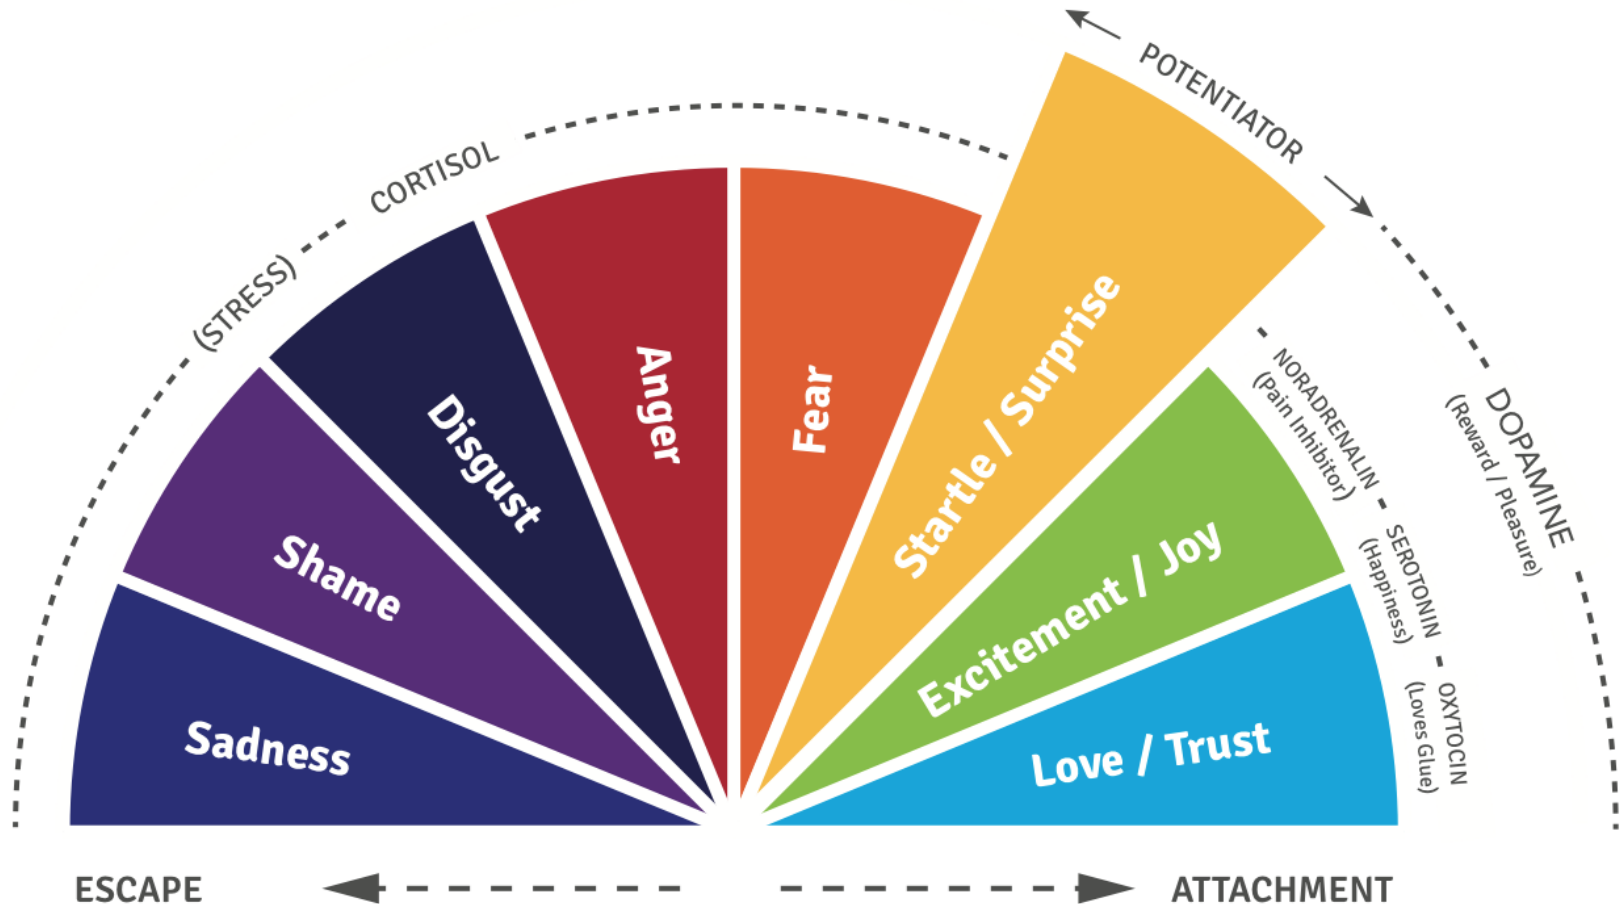 POTENTIATOR
CORTISOL
(STRESS)
Sadness
Shame
Disgust
Anger
Fear
Startle / Surprise
Excitement / Joy
Love / Trust
NORADRENALIN
(Pain Inhibitor)
SEROTONIN
(Happiness)
OXYTOCIN
(Loves Glue)
DOPAMINE
(Reward / Pleasure)
ESCAPE
ATTACHMENT